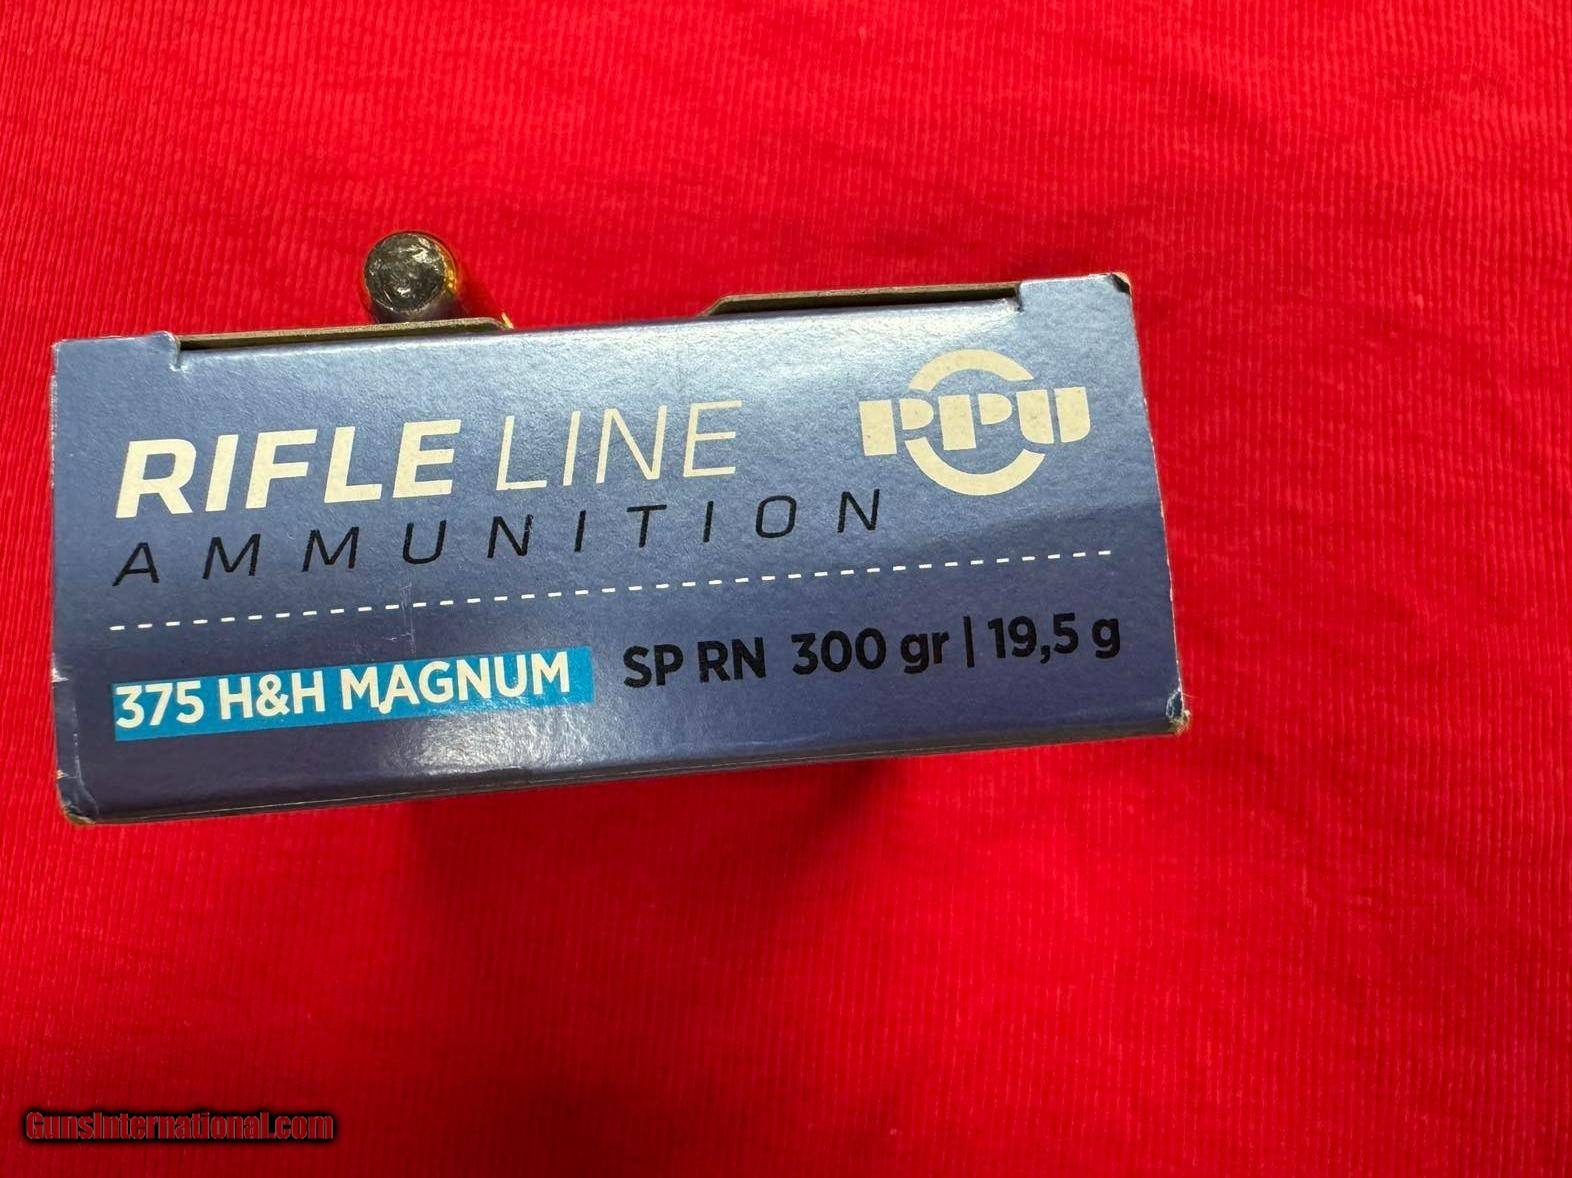 RIFLE LINE
AMMUNITION
PPU
375 H&H MAGNUM
SP RN 300 gr | 19,5 g
GunsInternational.com